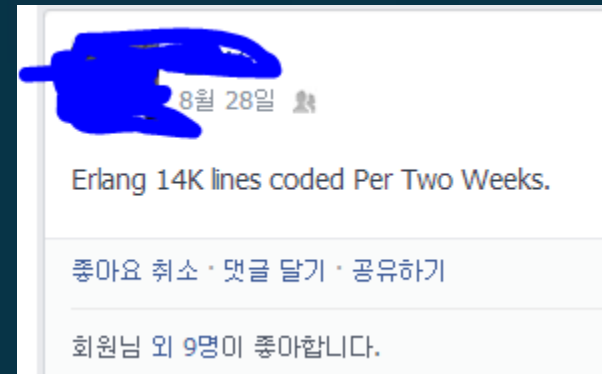 8월 28일
Erlang 14K lines coded Per Two Weeks.
좋아요 취소 · 댓글 달기 · 공유하기
회원님 외 9명이 좋아합니다.